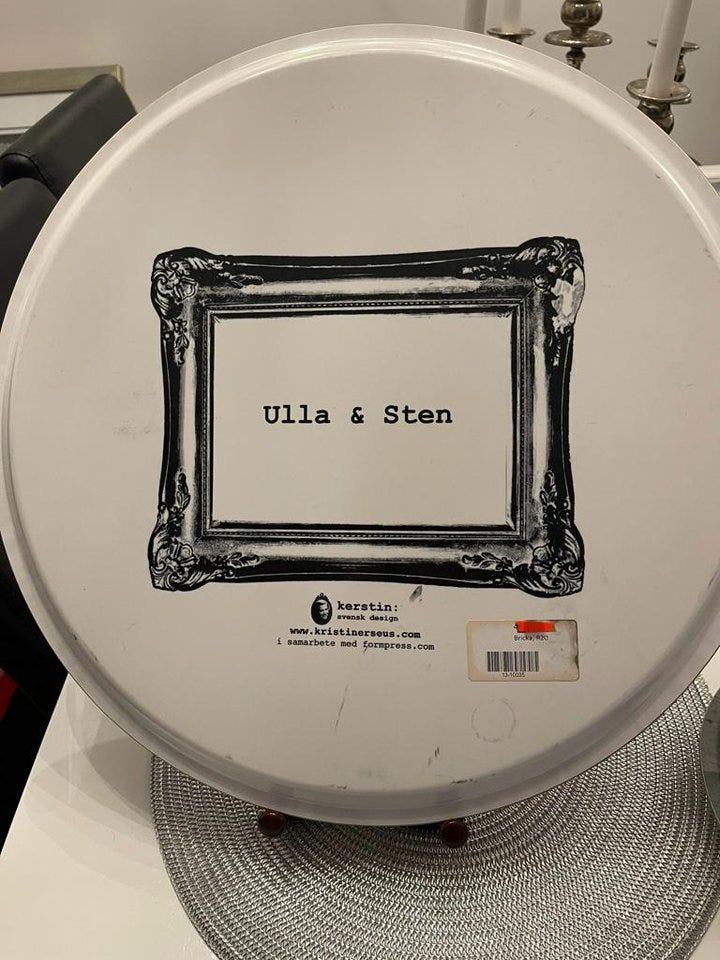 Ulla & Sten
kerstin:
svensk design
www.kristinerseus.com
i samarbete med formpress.com
Bricka, R20
13-10035